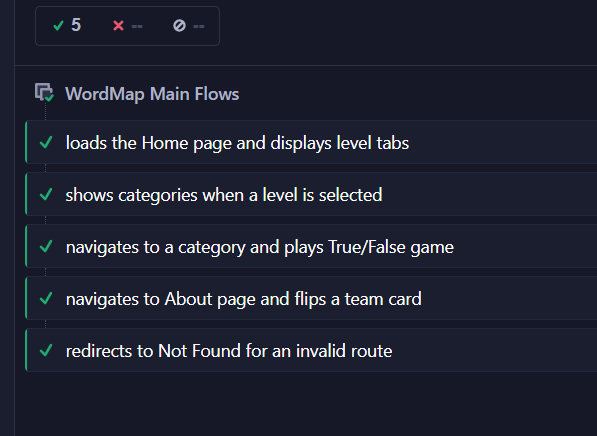 5 -- --
WordMap Main Flows
loads the Home page and displays level tabs
shows categories when a level is selected
navigates to a category and plays True/False game
navigates to About page and flips a team card
redirects to Not Found for an invalid route